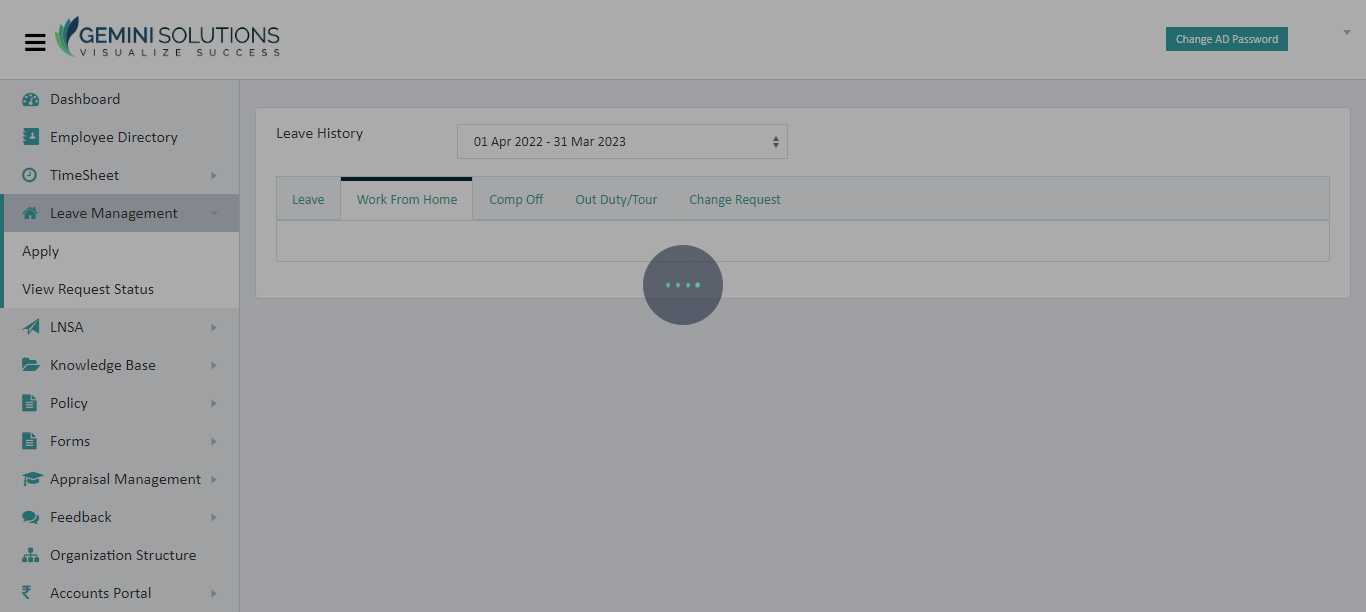 GEMINI SOLUTIONS
VISUALIZE SUCCESS
Change AD Password
Dashboard
Employee Directory
TimeSheet
Leave Management
Apply
View Request Status
LNSA
Knowledge Base
Policy
Forms
Appraisal Management
Feedback
Organization Structure
Accounts Portal
Leave History
01 Apr 2022 - 31 Mar 2023
Leave Work From Home Comp Off Out Duty/Tour Change Request